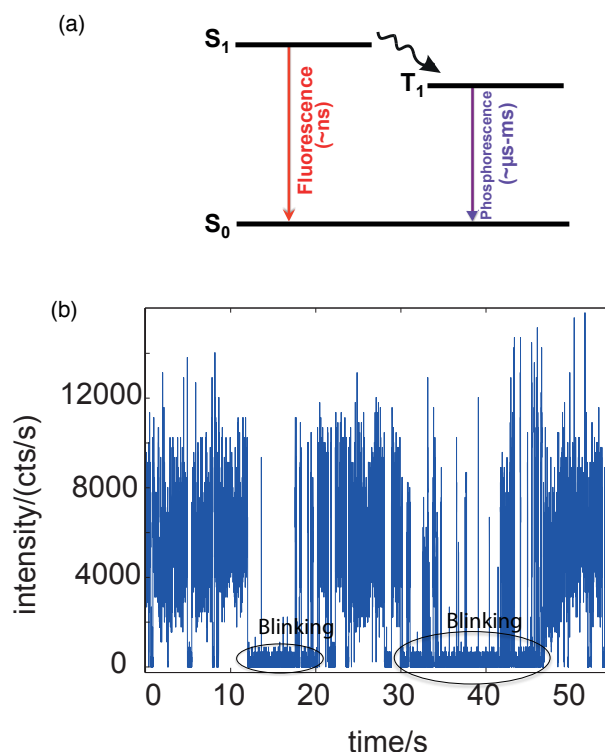 (a)
S1
T1
Fluorescence
(~ns)
Phosphorescence
(~μs-ms)
S0
(b)
intensity/(cts/s)
12000
8000
4000
0
Blinking
Blinking
0 10 20 30 40 50
time/s